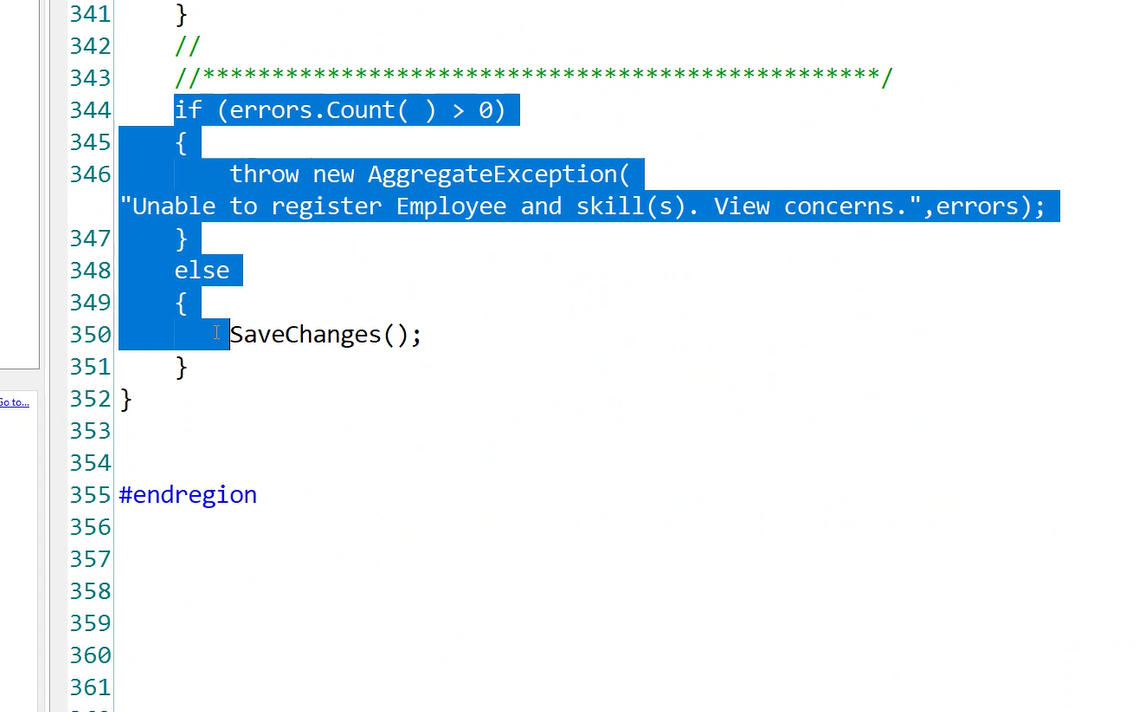 341 }
342 //
343 //*************************************************/
344 if (errors.Count( ) > 0)
345 {
346 throw new AggregateException(
"Unable to register Employee and skill(s). View concerns.",errors);
347 }
348 else
349 {
350 SaveChanges();
351 }
352 }
Go to...
353
354
355 #endregion
356
357
358
359
360
361